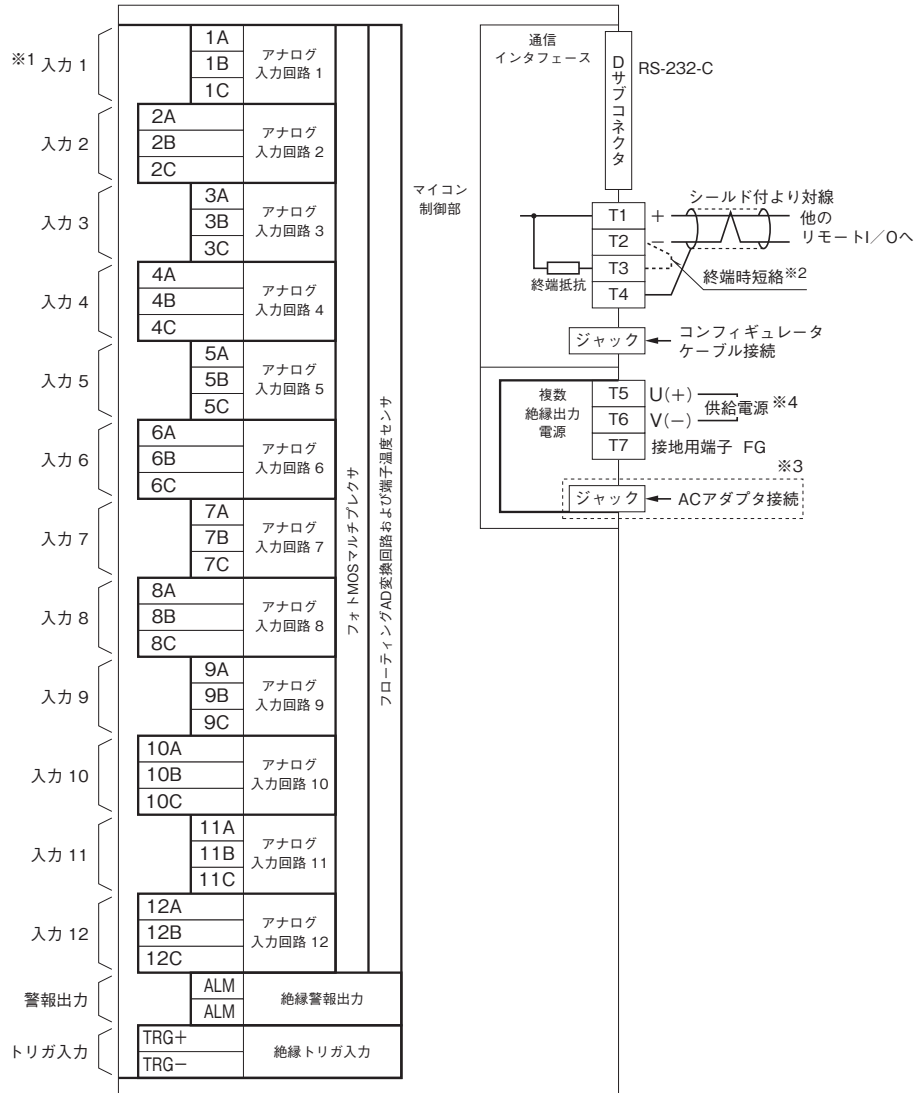 ※1 入力 1
1A
1B
1C
アナログ
入力回路 1
入力 2
2A
2B
2C
アナログ
入力回路 2
入力 3
3A
3B
3C
アナログ
入力回路 3
入力 4
4A
4B
4C
アナログ
入力回路 4
入力 5
5A
5B
5C
アナログ
入力回路 5
入力 6
6A
6B
6C
アナログ
入力回路 6
入力 7
7A
7B
7C
アナログ
入力回路 7
入力 8
8A
8B
8C
アナログ
入力回路 8
入力 9
9A
9B
9C
アナログ
入力回路 9
入力 10
10A
10B
10C
アナログ
入力回路 10
入力 11
11A
11B
11C
アナログ
入力回路 11
入力 12
12A
12B
12C
アナログ
入力回路 12
警報出力
ALM
ALM
絶縁警報出力
トリガ入力
TRG+
TRG−
絶縁トリガ入力
フォトMOSマルチプレクサ
フローティングAD変換回路および端子温度センサ
マイコン
制御部
通信
インタフェース
Dサブコネクタ
RS-232-C
T1
T2
T3
T4
+
−
シールド付より対線
他の
リモートI/Oへ
終端抵抗
終端時短絡※2
ジャック
コンフィギュレータ
ケーブル接続
複数
絶縁出力
電源
T5
T6
T7
U(+)
V(−)
供給電源 ※4
接地用端子 FG
※3
ジャック
ACアダプタ接続